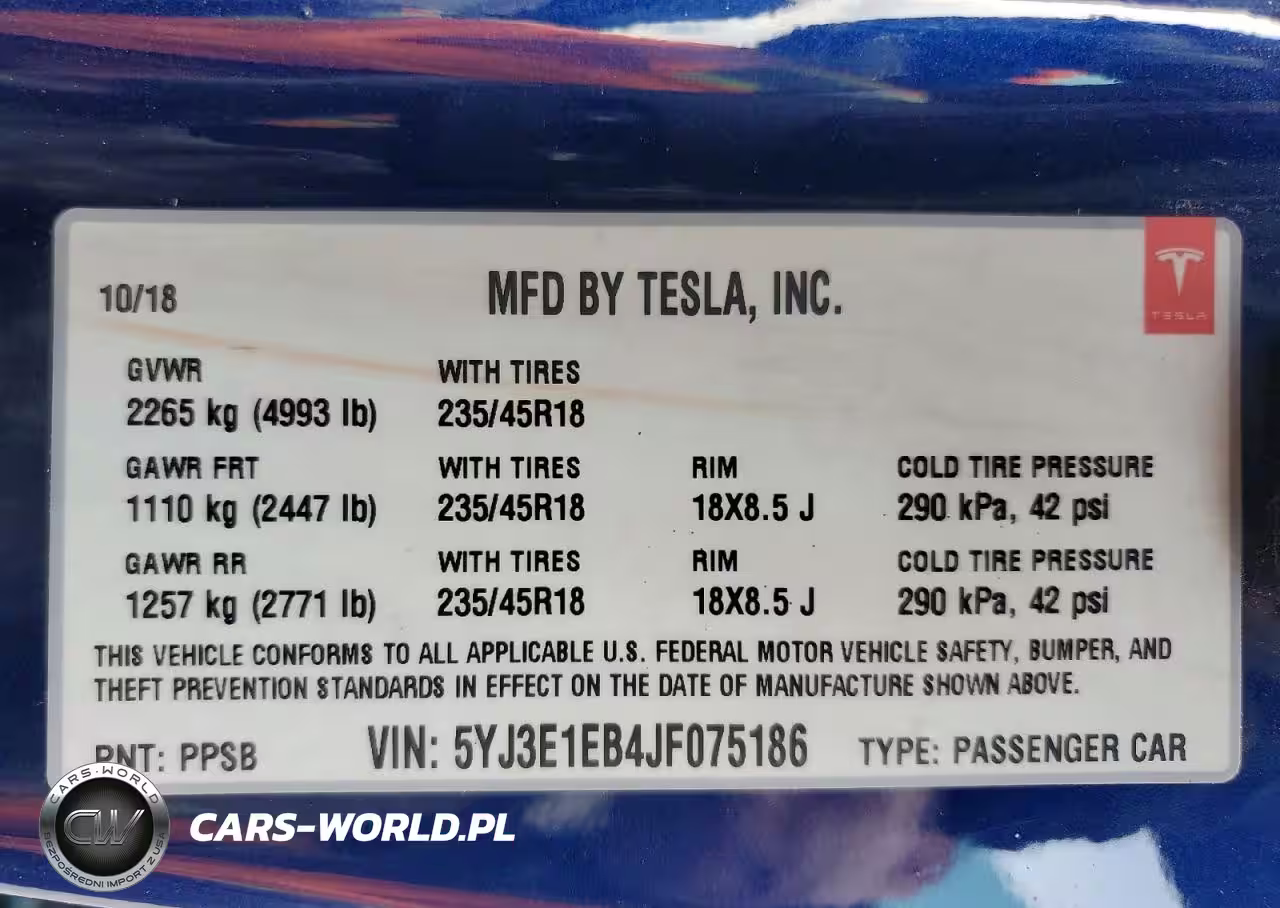 10/18 MFD BY TESLA, INC.
TESLA
GVWR WITH TIRES
2265 kg (4993 lb) 235/45R18
GAWR FRT WITH TIRES RIM COLD TIRE PRESSURE
1110 kg (2447 lb) 235/45R18 18X8.5 J 290 kPa, 42 psi
GAWR RR WITH TIRES RIM COLD TIRE PRESSURE
1257 kg (2771 lb) 235/45R18 18X8.5 J 290 kPa, 42 psi
THIS VEHICLE CONFORMS TO ALL APPLICABLE U.S. FEDERAL MOTOR VEHICLE SAFETY, BUMPER, AND
THEFT PREVENTION STANDARDS IN EFFECT ON THE DATE OF MANUFACTURE SHOWN ABOVE.
PNT: PPSB VIN: 5YJ3E1EB4JF075186 TYPE: PASSENGER CAR
CARS-WORLD
CW
BEZPOŚREDNI IMPORT Z USA
CARS-WORLD.PL